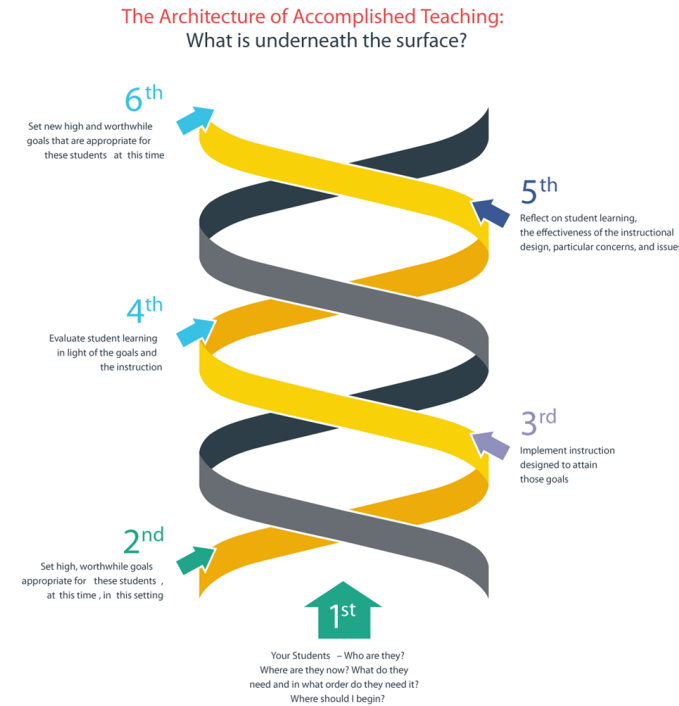 The Architecture of Accomplished Teaching:
What is underneath the surface?
6th
Set new high and worthwhile
goals that are appropriate for
these students at this time
5th
Reflect on student learning,
the effectiveness of the instructional
design, particular concerns, and issue
4th
Evaluate student learning
in light of the goals and
the instruction
3rd
Implement instruction
designed to attain
those goals
2nd
Set high, worthwhile goals
appropriate for these students ,
at this time , in this setting
1st
Your Students – Who are they?
Where are they now? What do they
need and in what order do they need it?
Where should I begin?